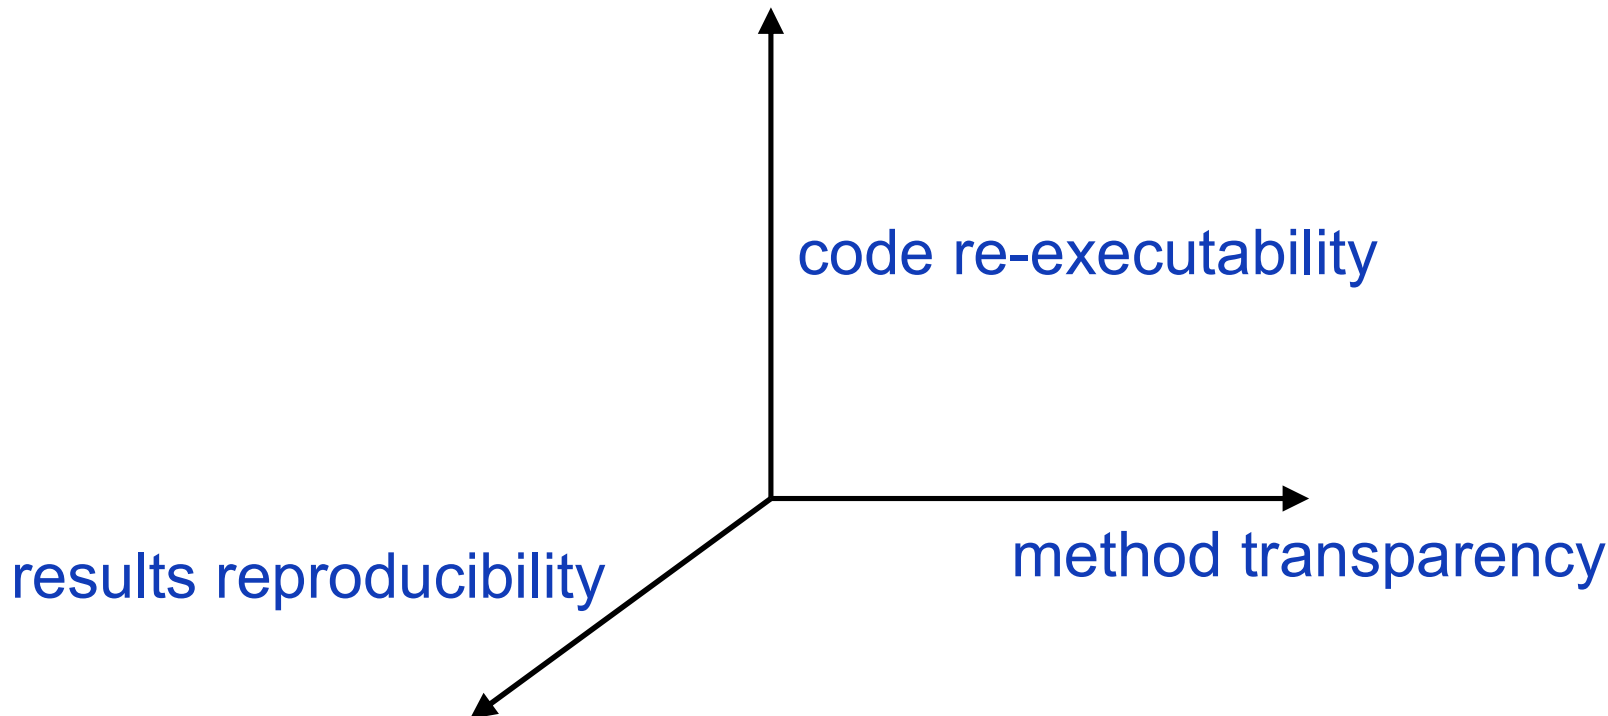 code re-executability
method transparency
results reproducibility